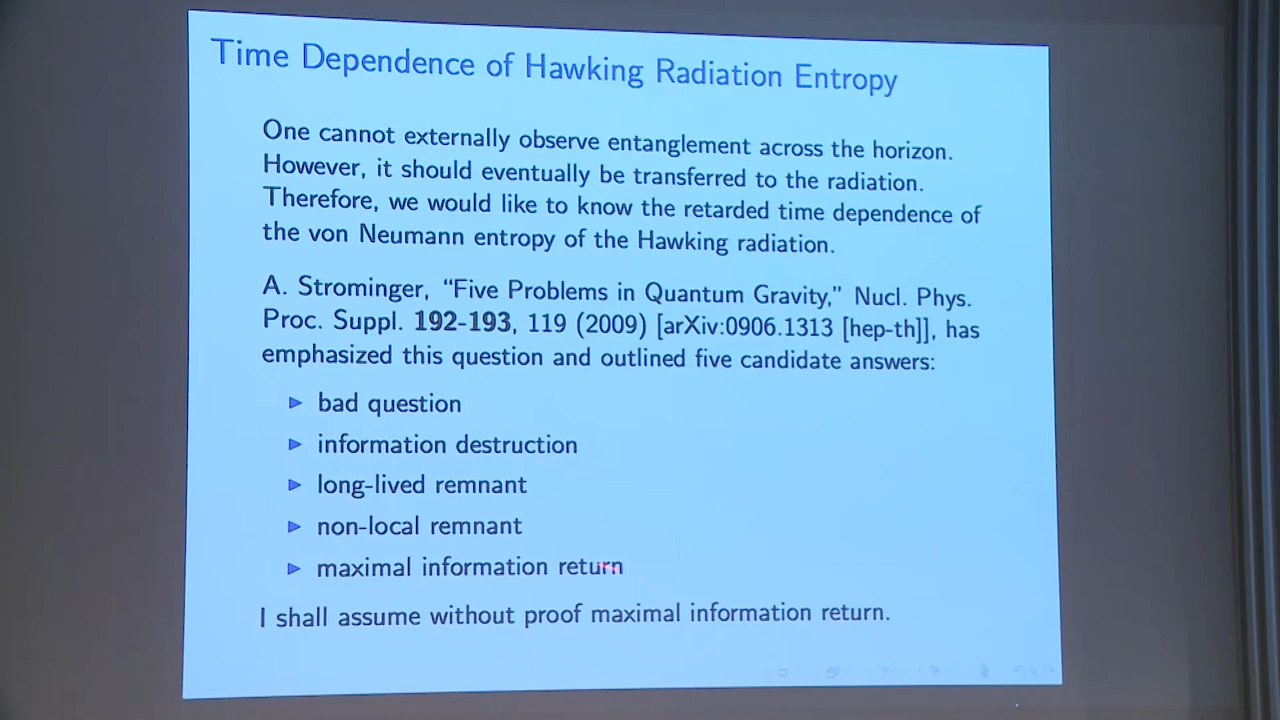 Time Dependence of Hawking Radiation Entropy
One cannot externally observe entanglement across the horizon.
However, it should eventually be transferred to the radiation.
Therefore, we would like to know the retarded time dependence of
the von Neumann entropy of the Hawking radiation.
A. Strominger, “Five Problems in Quantum Gravity,” Nucl. Phys.
Proc. Suppl. 192-193, 119 (2009) [arXiv:0906.1313 [hep-th]], has
emphasized this question and outlined five candidate answers:
bad question
information destruction
long-lived remnant
non-local remnant
maximal information return
I shall assume without proof maximal information return.